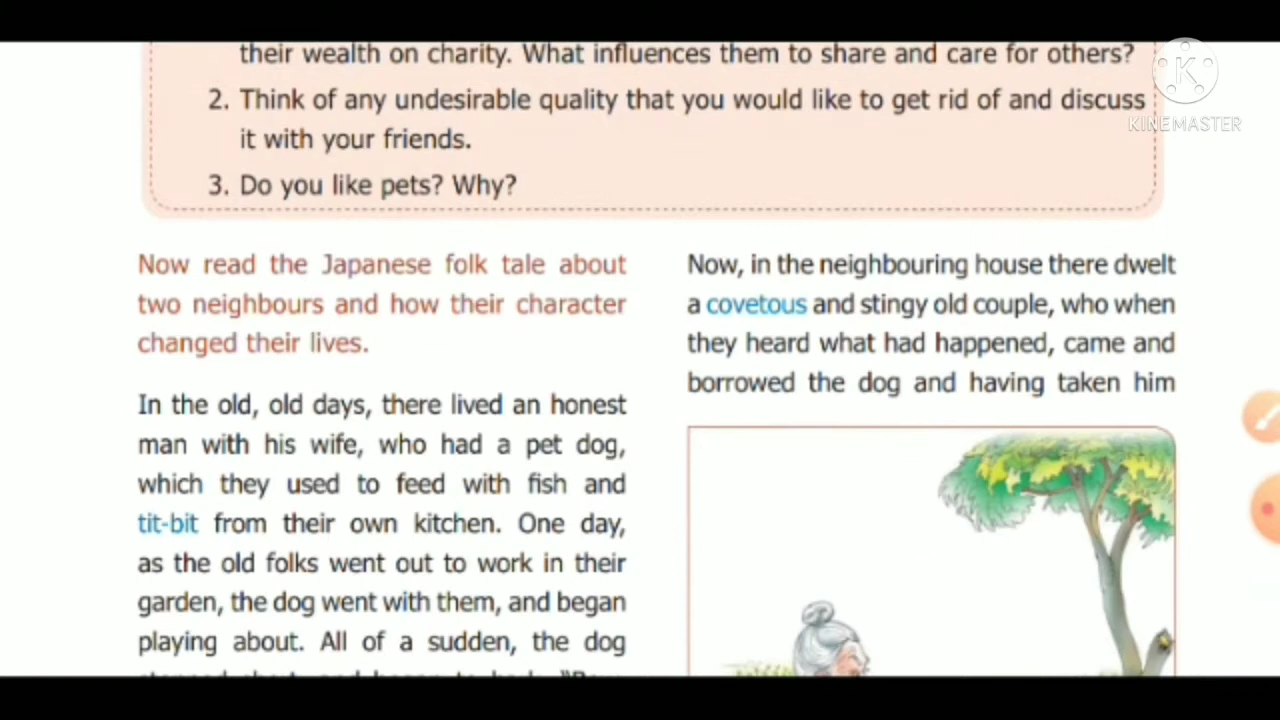 their wealth on charity. What influences them to share and care for others?
2. Think of any undesirable quality that you would like to get rid of and discuss
it with your friends.
3. Do you like pets? Why?
Now read the Japanese folk tale about
two neighbours and how their character
changed their lives.
In the old, old days, there lived an honest
man with his wife, who had a pet dog,
which they used to feed with fish and
tit-bit from their own kitchen. One day,
as the old folks went out to work in their
garden, the dog went with them, and began
playing about. All of a sudden, the dog
Now, in the neighbouring house there dwelt
a covetous and stingy old couple, who when
they heard what had happened, came and
borrowed the dog and having taken him
K
KINEMASTER